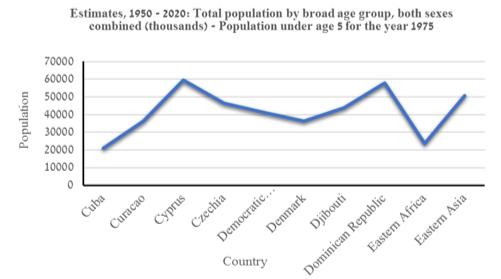 Estimates, 1950 - 2020: Total population by broad age group, both sexes
combined (thousands) - Population under age 5 for the year 1975
70000
60000
50000
40000
30000
20000
10000
0
Population
Cuba
Curacao
Cyprus
Czechia
Democratic…
Denmark
Djibouti
Dominican Republic
Eastern Africa
Eastern Asia
Country